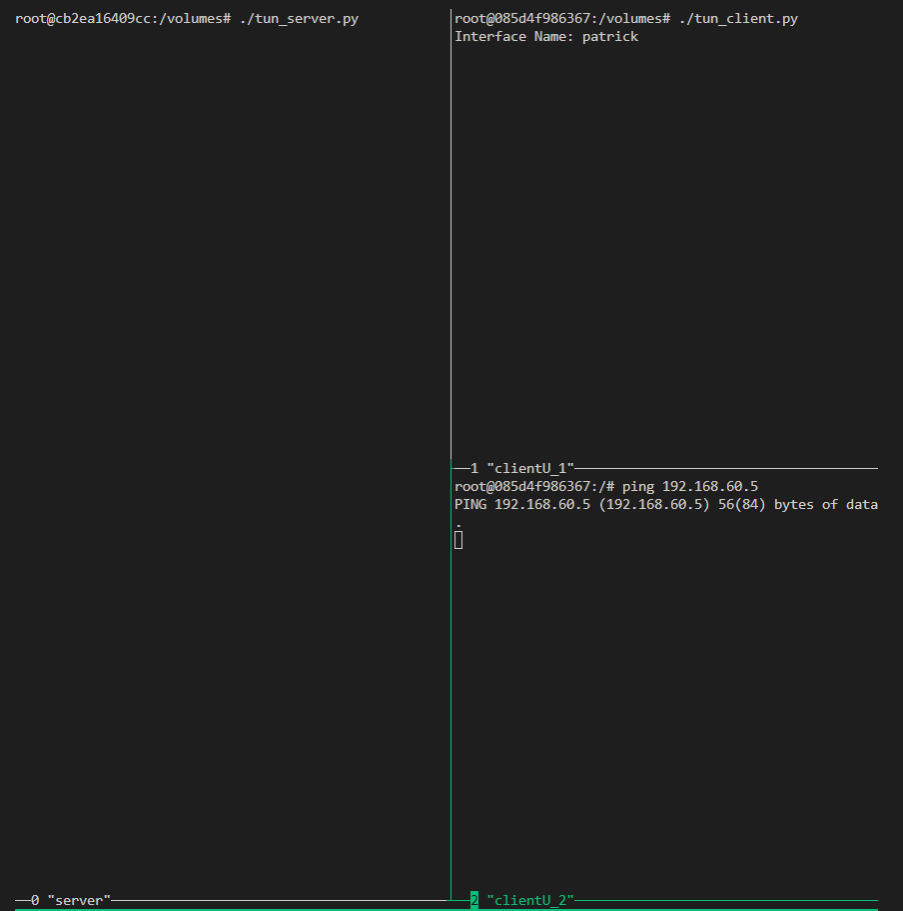 root@cb2ea16409cc:/volumes# ./tun_server.py
0 "server"
root@085d4f986367:/volumes# ./tun_client.py
Interface Name: patrick
1 "clientU_1"
root@085d4f986367:/# ping 192.168.60.5
PING 192.168.60.5 (192.168.60.5) 56(84) bytes of data
.
2 "clientU_2"